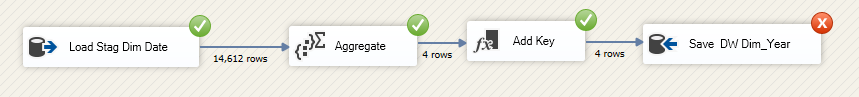 Load Stag Dim Date
14,612 rows
Aggregate
4 rows
Add Key
4 rows
Save DW Dim_Year